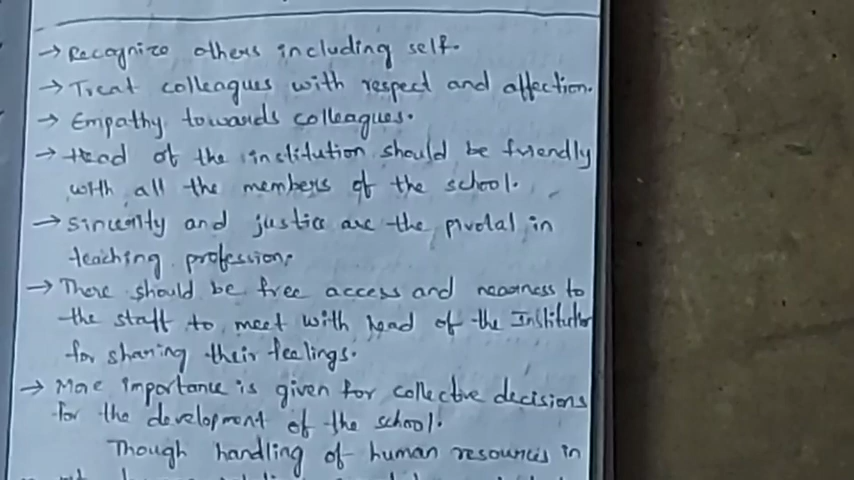 → Recognize others including self.
→ Treat colleagues with respect and affection.
→ Empathy towards colleagues.
→ Head of the institution should be friendly
with all the members of the school.
→ Sincerity and justice are the pivotal in
teaching profession.
→ There should be free access and nearness to
the staff to meet with head of the Institution
for sharing their feelings.
→ More importance is given for collective decisions
for the development of the school.
Though handling of human resources in